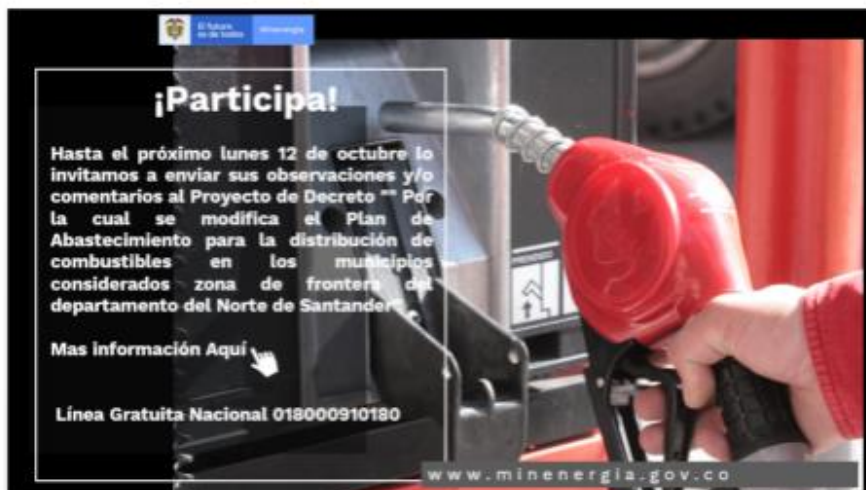 El futuro
es de todos
Minenergía
¡Participa!
Hasta el próximo lunes 12 de octubre lo
invitamos a enviar sus observaciones y/o
comentarios al Proyecto de Decreto "" Por
la cual se modifica el Plan de
Abastecimiento para la distribución de
combustibles en los municipios
considerados zona de frontera del
departamento del Norte de Santander"
Mas información Aquí
Línea Gratuita Nacional 018000910180
www.minenergia.gov.co